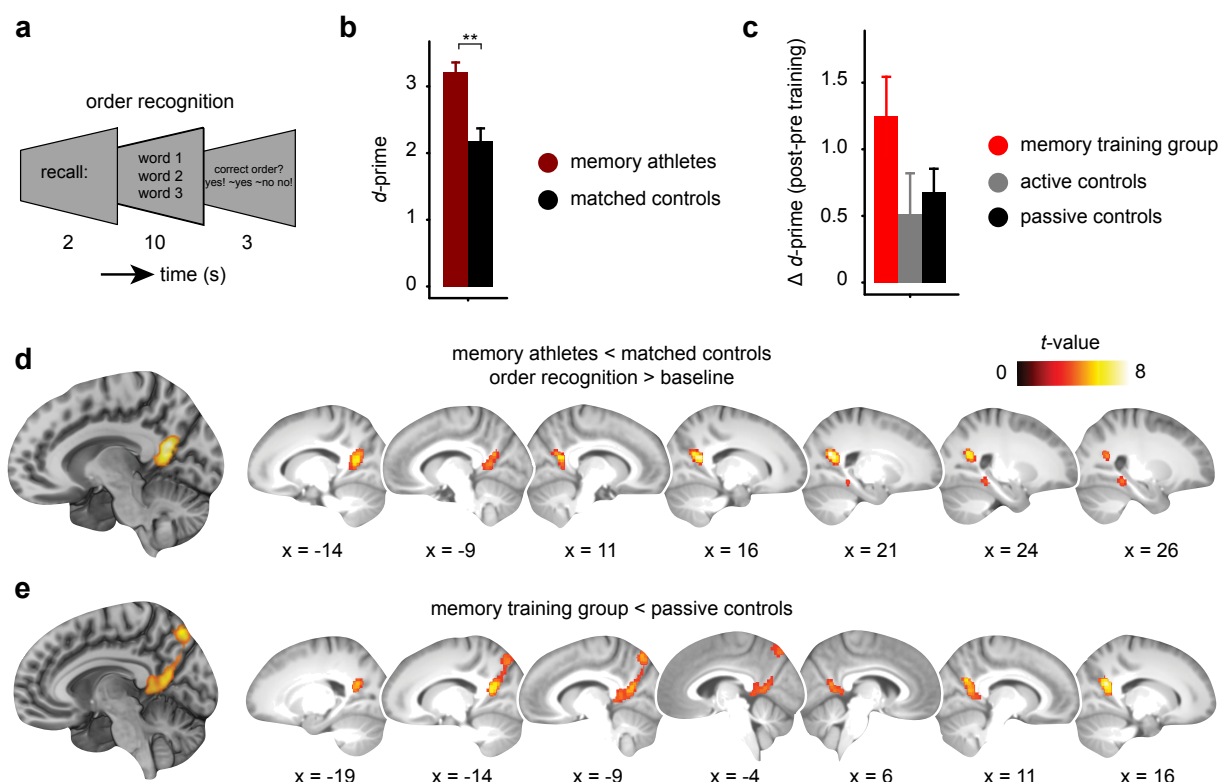 a
order recognition
recall:
word 1
word 2
word 3
correct order?
yes! ~yes ~no no!
2
10
3
time (s)
b
**
3
2
1
0
d-prime
memory athletes
matched controls
c
1.5
1.0
0.5
0
Δ d-prime (post-pre training)
memory training group
active controls
passive controls
d
memory athletes < matched controls
order recognition > baseline
t-value
0
8
x = -14
x = -9
x = 11
x = 16
x = 21
x = 24
x = 26
e
memory training group < passive controls
x = -19
x = -14
x = -9
x = -4
x = 6
x = 11
x = 16